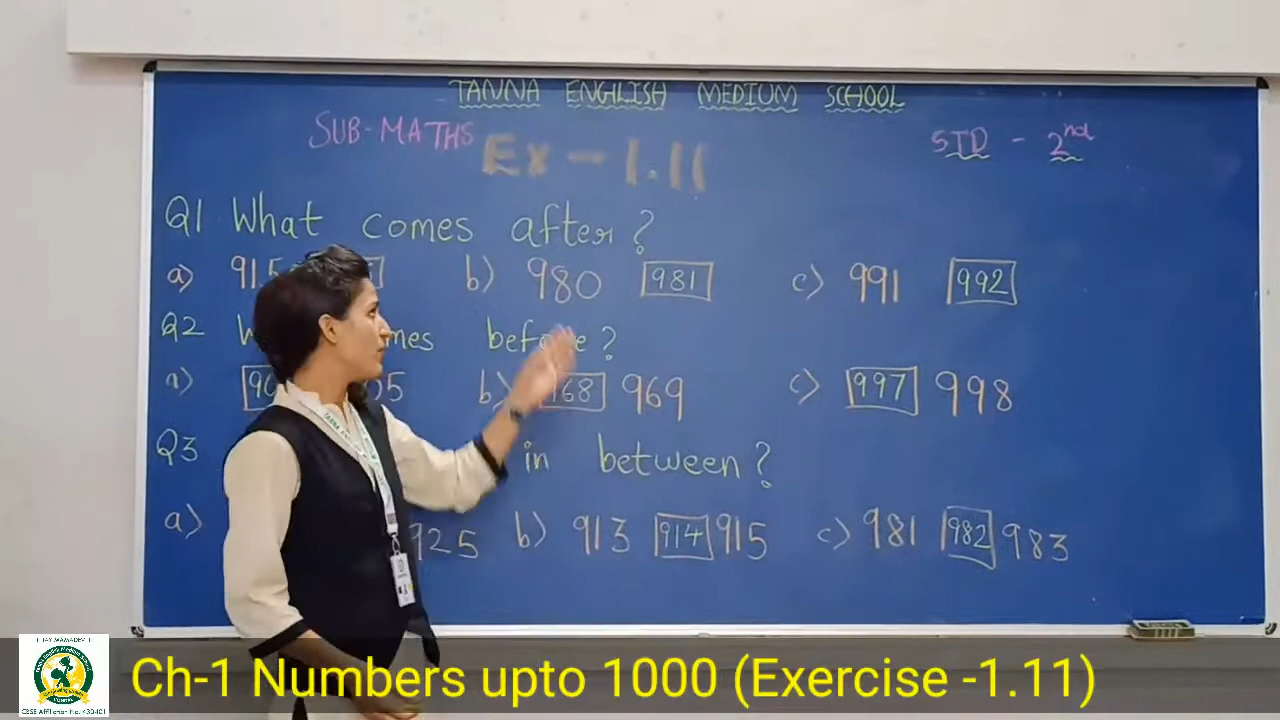 TANNA ENGLISH MEDIUM SCHOOL
SUB-MATHS
Ex - 1.11
STD - 2nd
Q1 What comes after?
a) 915
b) 980 981
c) 991 992
Q2 comes before?
a)
b) 968 969
c) 997 998
Q3 in between?
a) 925
b) 913 914 915
c) 981 982 983
Ch-1 Numbers upto 1000 (Exercise -1.11)